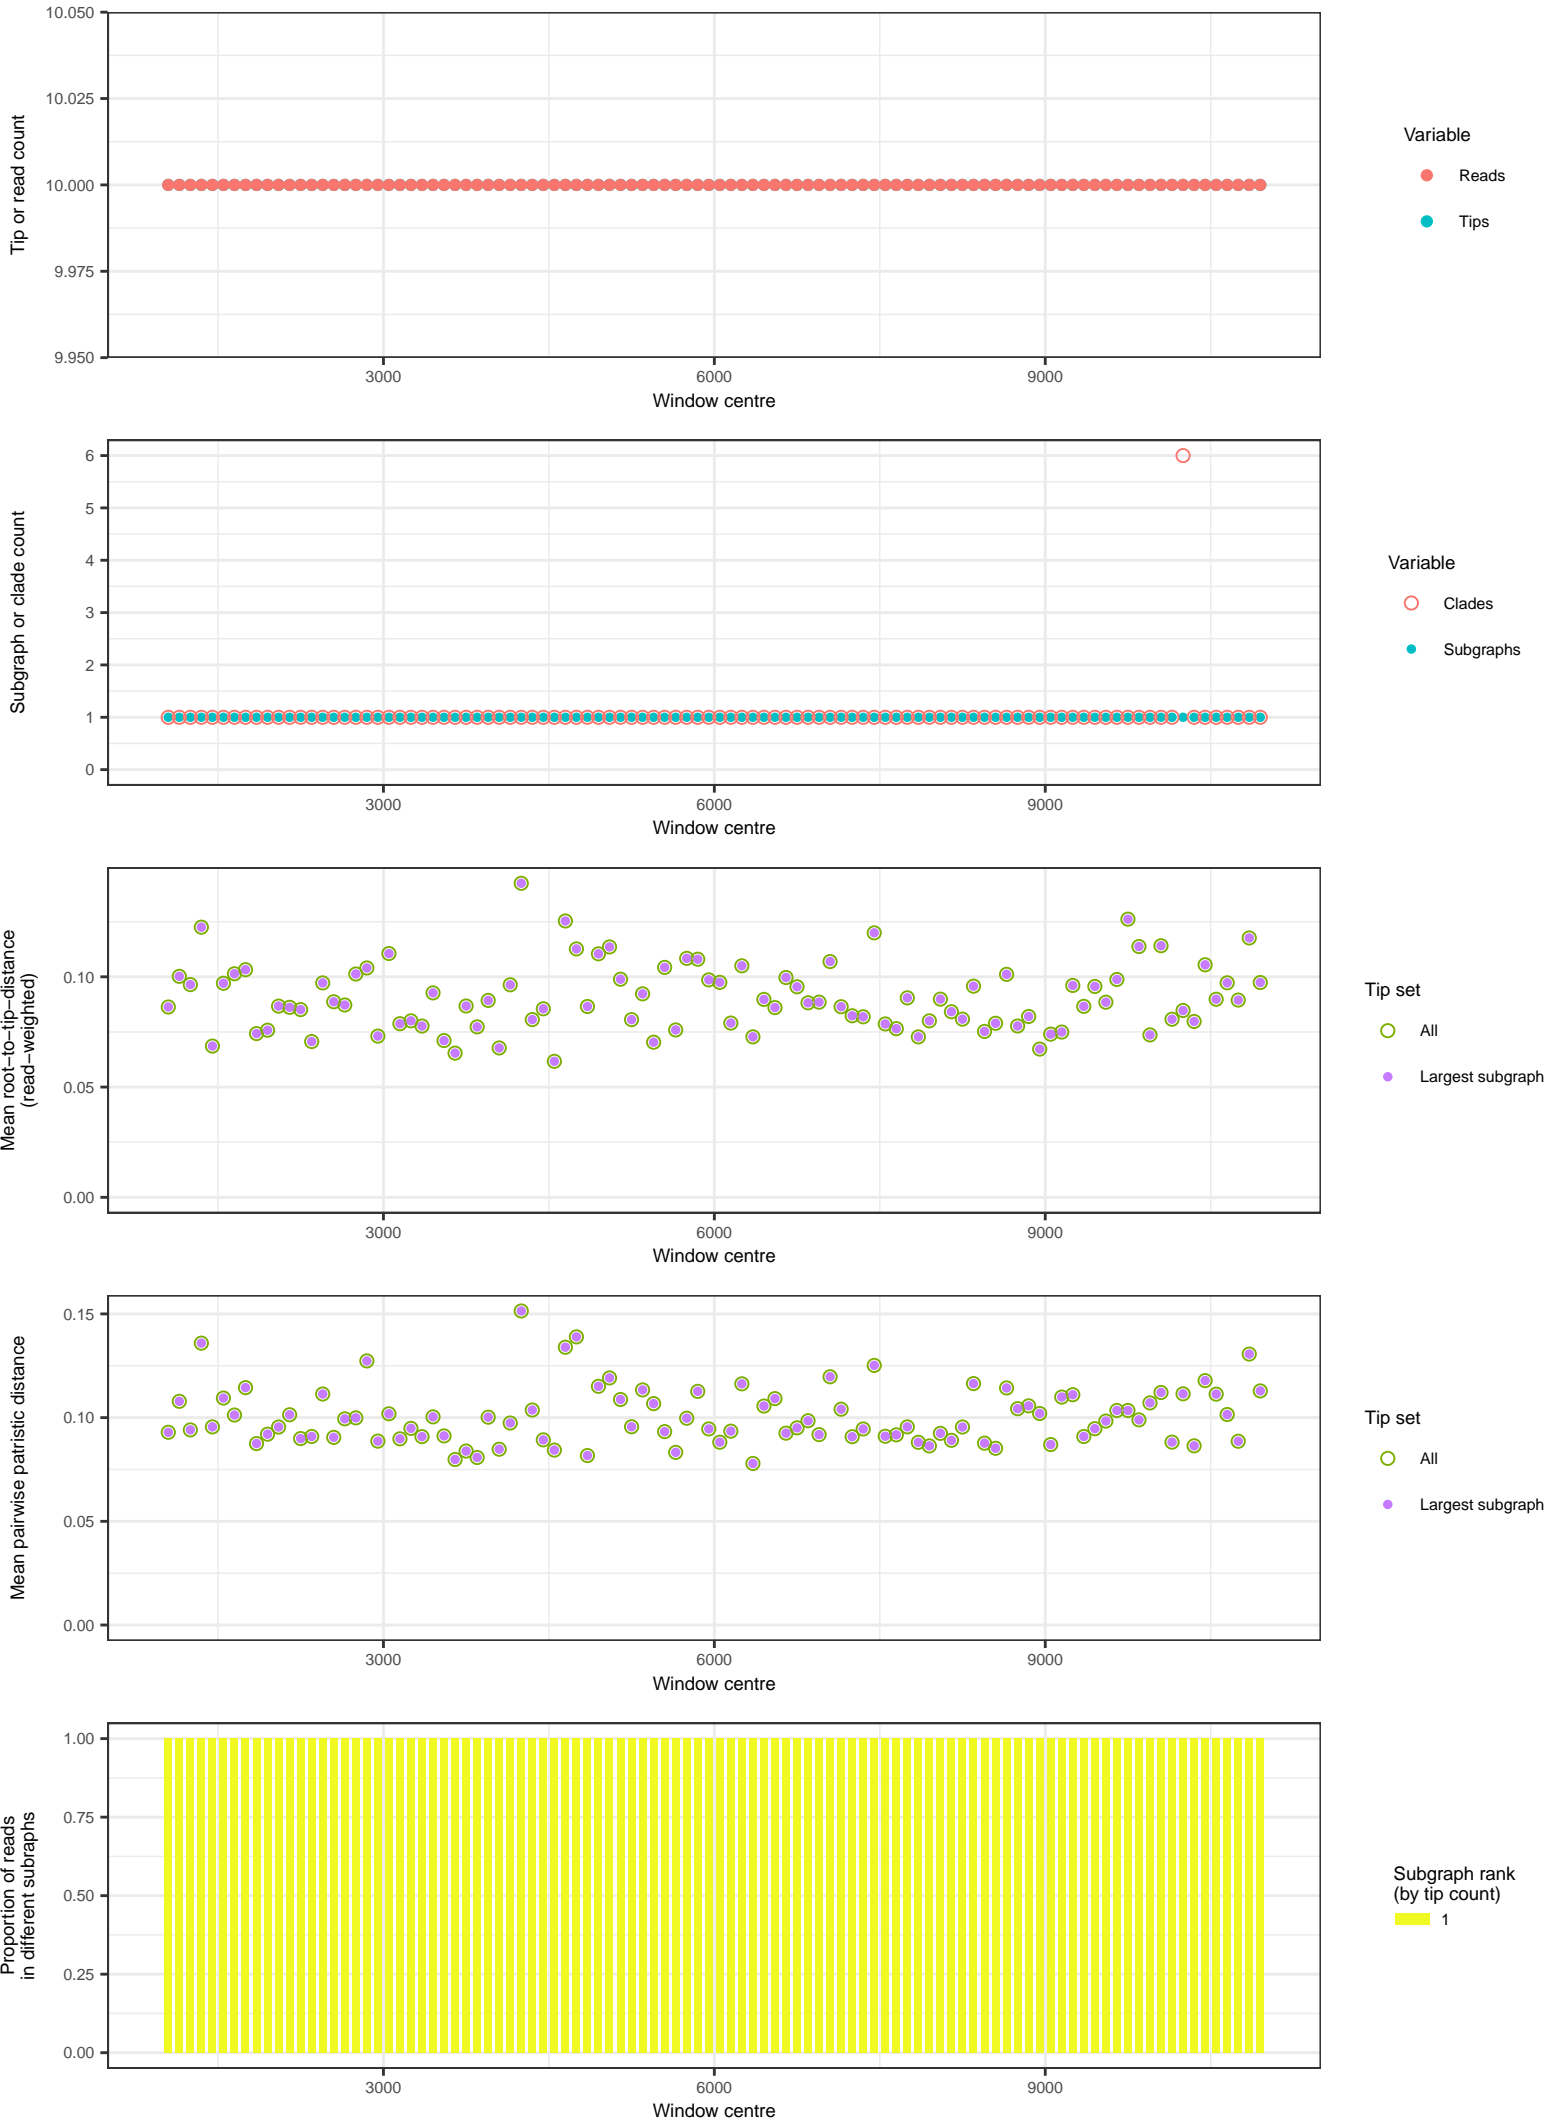 10.050
10.025
10.000
9.975
9.950
Tip or read count
3000
6000
9000
Window centre
Variable
Reads
Tips
6
5
4
3
2
1
0
Subgraph or clade count
3000
6000
9000
Window centre
Variable
Clades
Subgraphs
0.10
0.05
0.00
Mean root−to−tip−distance
(read−weighted)
3000
6000
9000
Window centre
Tip set
All
Largest subgraph
0.15
0.10
0.05
0.00
Mean pairwise patristic distance
3000
6000
9000
Window centre
Tip set
All
Largest subgraph
1.00
0.75
0.50
0.25
0.00
Proportion of reads
in different subraphs
3000
6000
9000
Window centre
Subgraph rank
(by tip count)
1